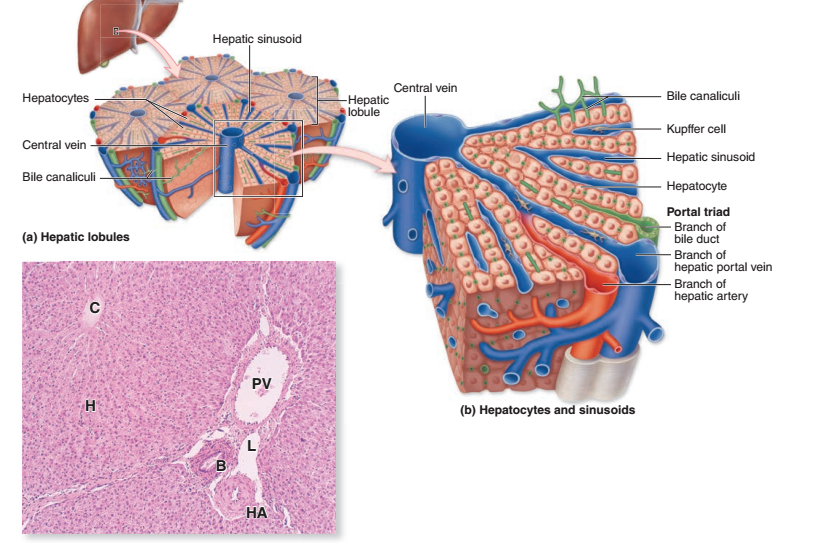 Hepatic sinusoid
Hepatocytes
Hepatic
lobule
Central vein
Bile canaliculi
(a) Hepatic lobules
Central vein
Bile canaliculi
Kupffer cell
Hepatic sinusoid
Hepatocyte
Portal triad
Branch of
bile duct
Branch of
hepatic portal vein
Branch of
hepatic artery
(b) Hepatocytes and sinusoids
C
PV
H
L
B
HA